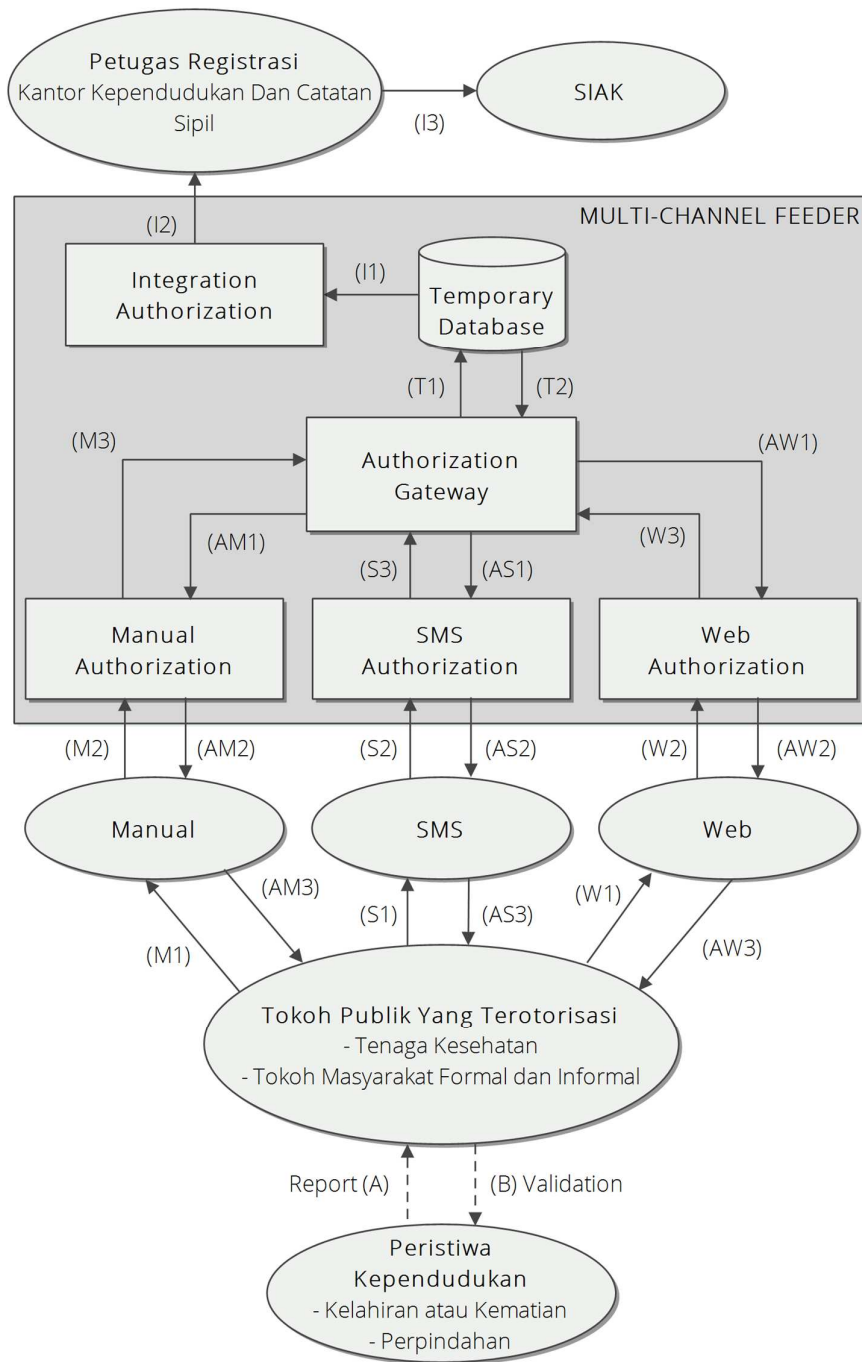 Petugas Registrasi
Kantor Kependudukan Dan Catatan
Sipil
SIAK
(I3)
MULTI-CHANNEL FEEDER
(I2)
Integration
Authorization
(I1)
Temporary
Database
(T1)
(T2)
(M3)
Authorization
Gateway
(AW1)
(AM1)
(S3)
(AS1)
(W3)
Manual
Authorization
SMS
Authorization
Web
Authorization
(M2)
(AM2)
(S2)
(AS2)
(W2)
(AW2)
Manual
SMS
Web
(M1)
(AM3)
(S1)
(AS3)
(W1)
(AW3)
Tokoh Publik Yang Terotorisasi
- Tenaga Kesehatan
- Tokoh Masyarakat Formal dan Informal
Report (A)
(B) Validation
Peristiwa
Kependudukan
- Kelahiran atau Kematian
- Perpindahan